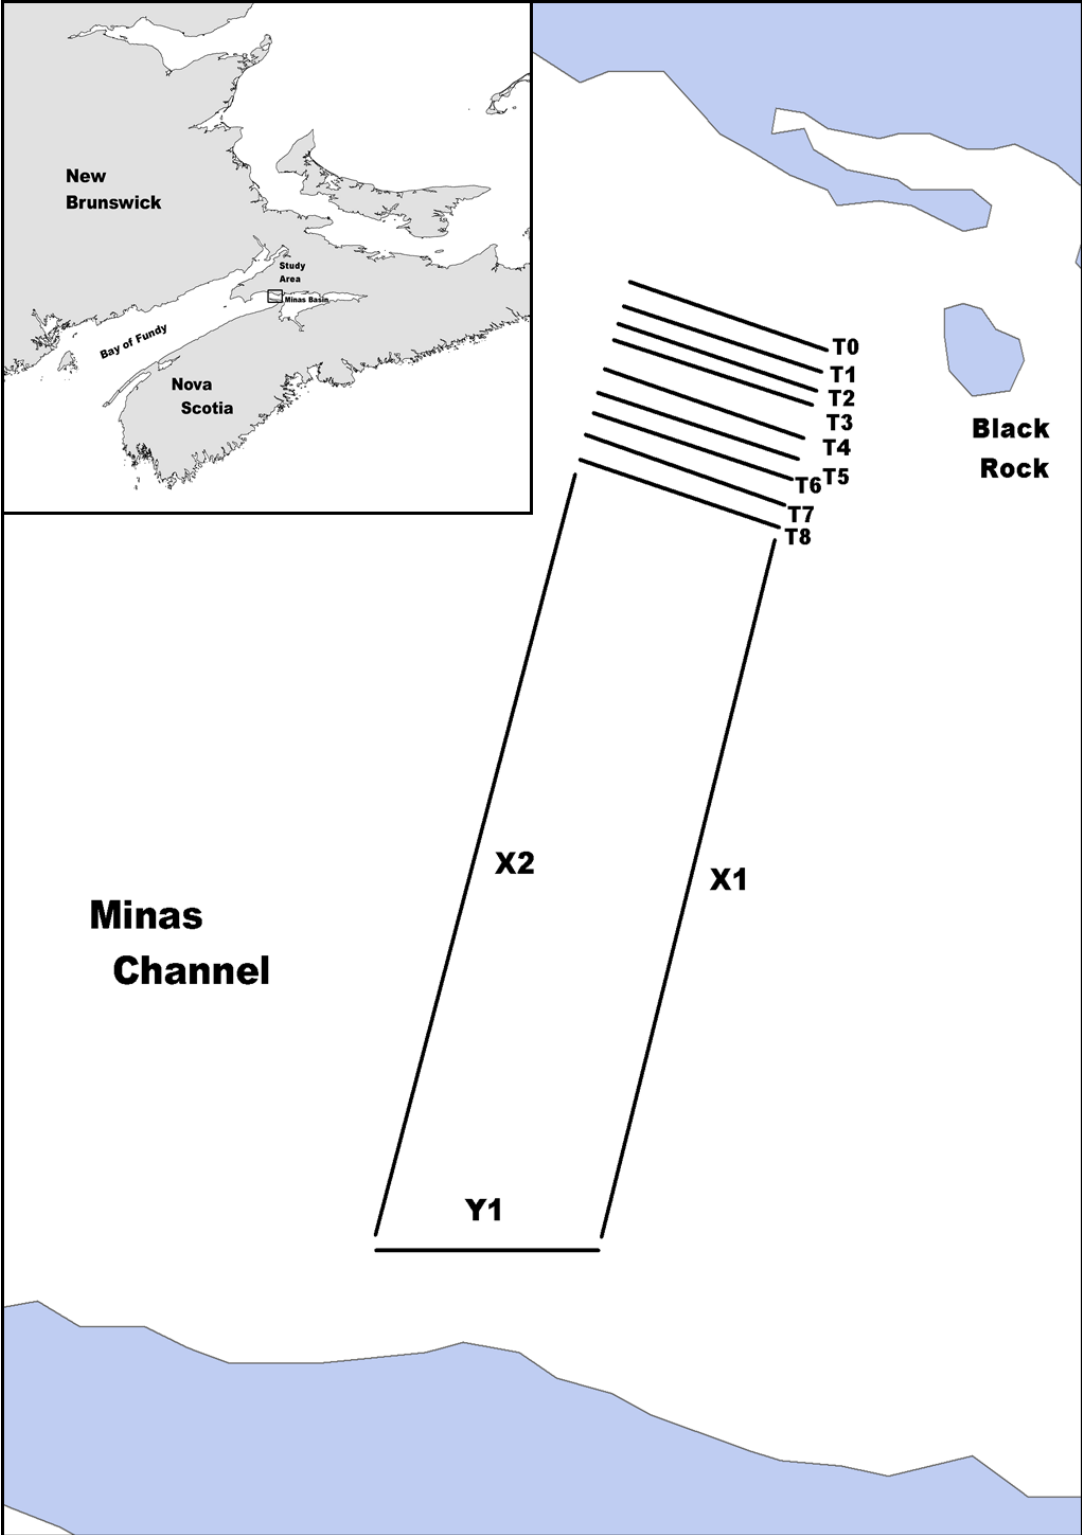 New
Brunswick
Study
Area
Minas Basin
Bay of Fundy
Nova
Scotia
T0
T1
T2
T3
T4
T5
T6
T7
T8
Black
Rock
X2
X1
Minas
Channel
Y1